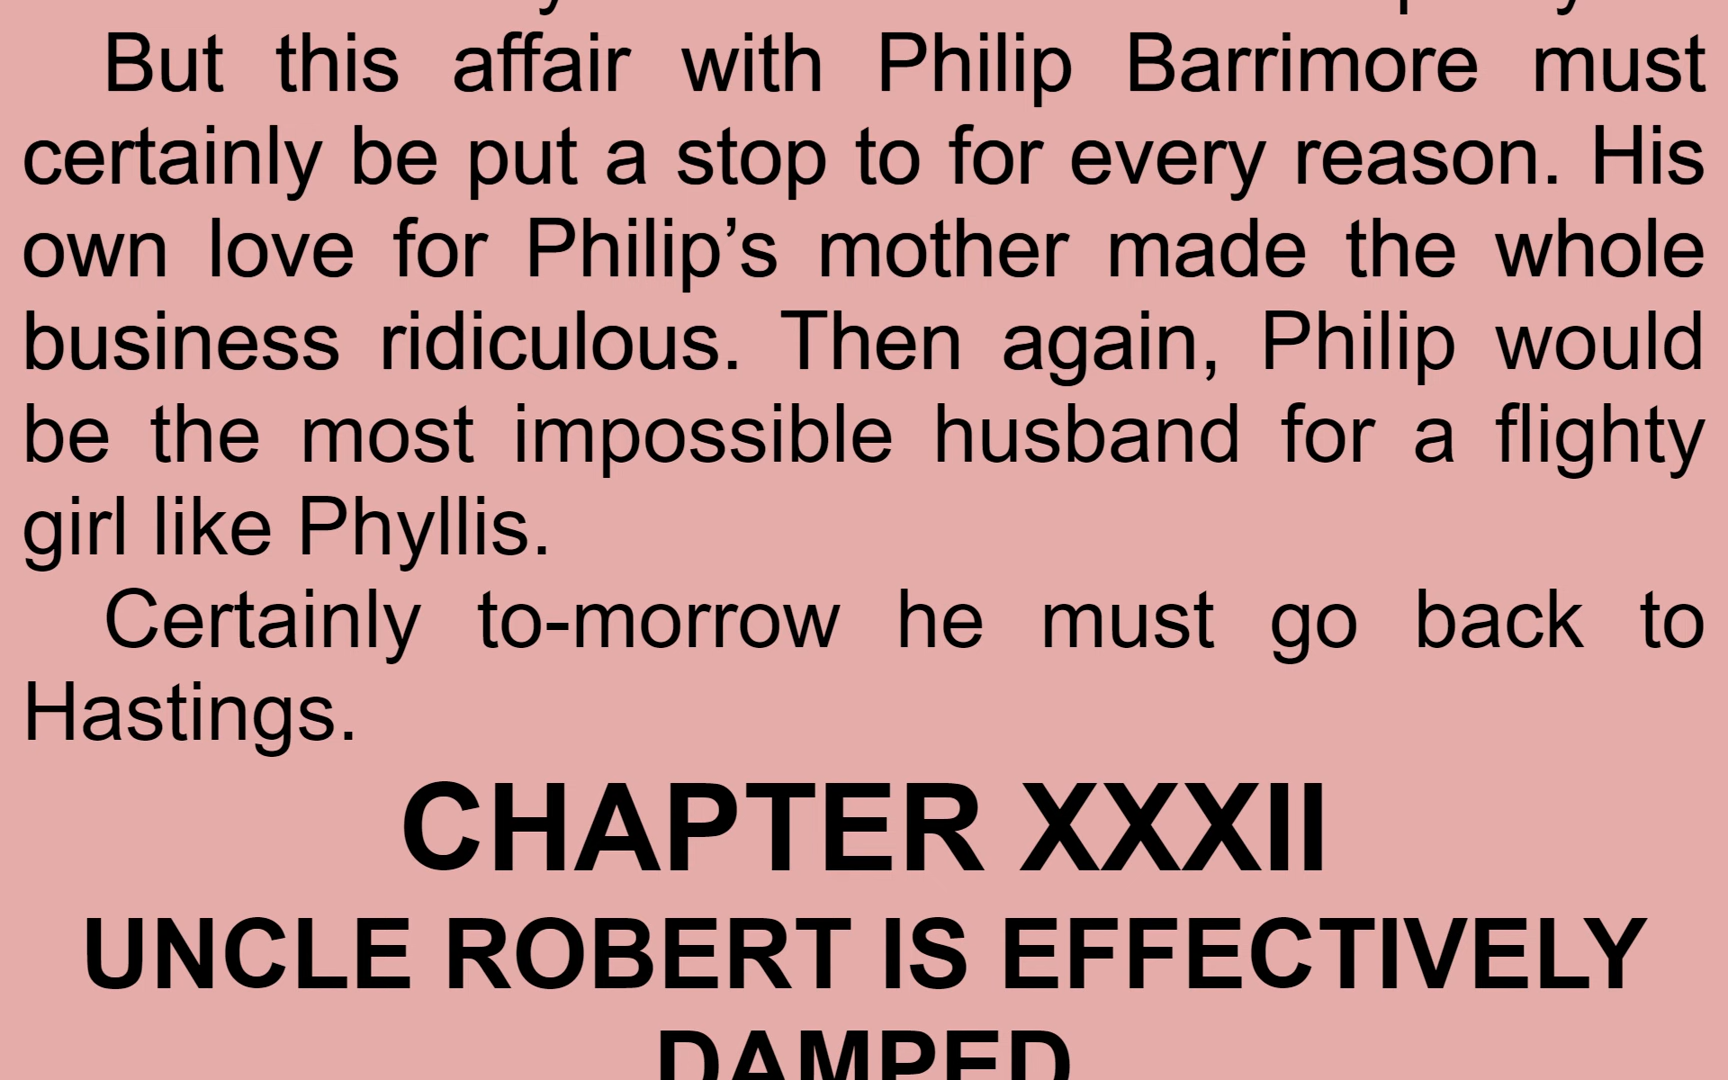 But this affair with Philip Barrimore must
certainly be put a stop to for every reason. His
own love for Philip’s mother made the whole
business ridiculous. Then again, Philip would
be the most impossible husband for a flighty
girl like Phyllis.
Certainly to-morrow he must go back to
Hastings.
CHAPTER XXXII
UNCLE ROBERT IS EFFECTIVELY
DAMPED